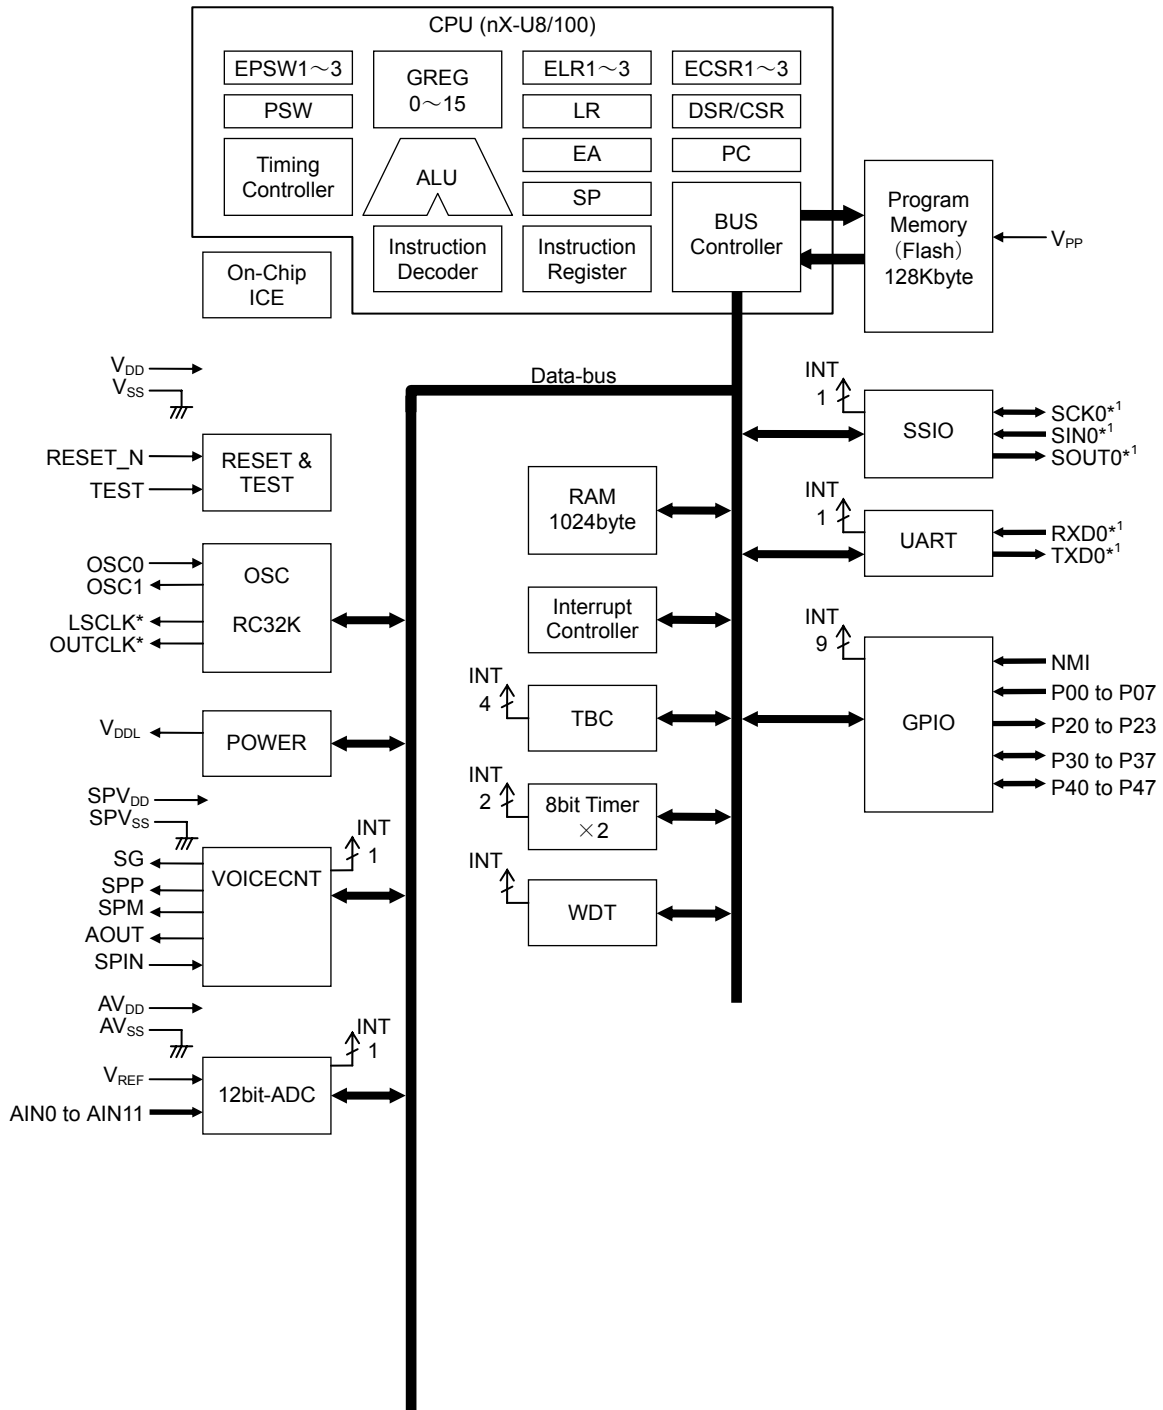 CPU (nX-U8/100)
EPSW1～3
GREG
0～15
ELR1～3
ECSR1～3
PSW
LR
DSR/CSR
Timing
Controller
ALU
EA
PC
SP
BUS
Controller
Instruction
Decoder
Instruction
Register
On-Chip
ICE
Program
Memory
（Flash）
128Kbyte
VPP
VDD
VSS
Data-bus
RESET_N
TEST
RESET &
TEST
OSC0
OSC1
LSCLK*
OUTCLK*
OSC
RC32K
VDDL
POWER
SPVDD
SPVSS
SG
SPP
SPM
AOUT
SPIN
VOICECNT
INT
1
AVDD
AVSS
VREF
AIN0 to AIN11
12bit-ADC
INT
1
RAM
1024byte
Interrupt
Controller
INT
4
TBC
INT
2
8bit Timer
×2
INT
WDT
INT
1
SSIO
SCK0*1
SIN0*1
SOUT0*1
INT
1
UART
RXD0*1
TXD0*1
INT
9
GPIO
NMI
P00 to P07
P20 to P23
P30 to P37
P40 to P47